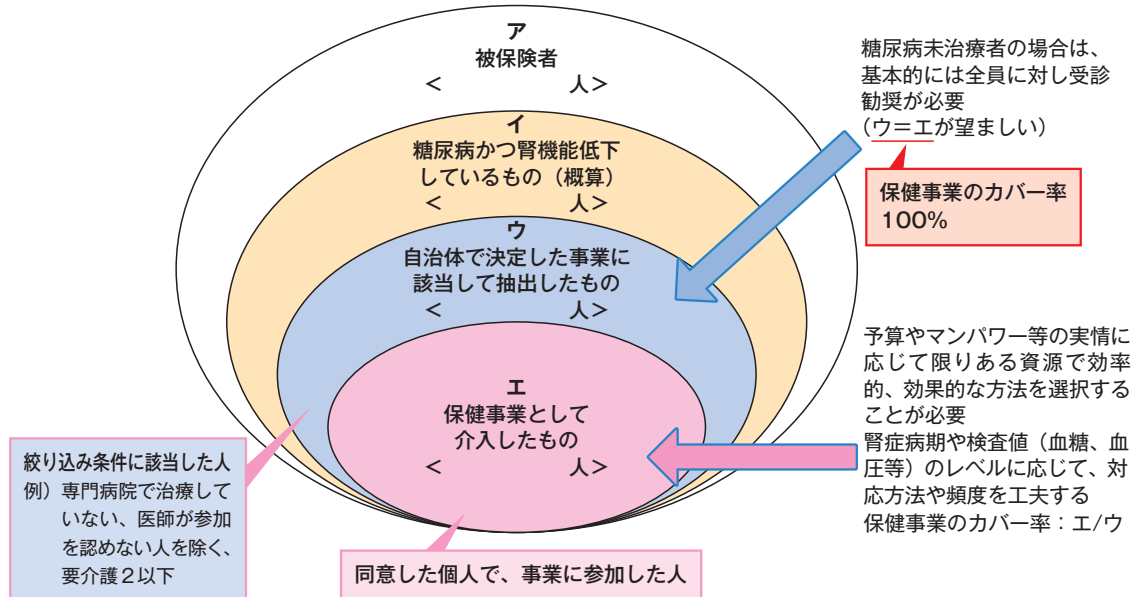 ア
被保険者
<　　　　　人>
イ
糖尿病かつ腎機能低下
しているもの（概算）
<　　　　　人>
ウ
自治体で決定した事業に
該当して抽出したもの
<　　　　　人>
エ
保健事業として
介入したもの
<　　　　　人>
糖尿病未治療者の場合は、
基本的には全員に対し受診
勧奨が必要
（ウ＝エが望ましい）
保健事業のカバー率
100%
予算やマンパワー等の実情に
応じて限りある資源で効率
的、効果的な方法を選択する
ことが必要
腎症病期や検査値（血糖、血
圧等）のレベルに応じて、対
応方法や頻度を工夫する
保健事業のカバー率：エ/ウ
絞り込み条件に該当した人
例）専門病院で治療して
いない、医師が参加
を認めない人を除く、
要介護２以下
同意した個人で、事業に参加した人